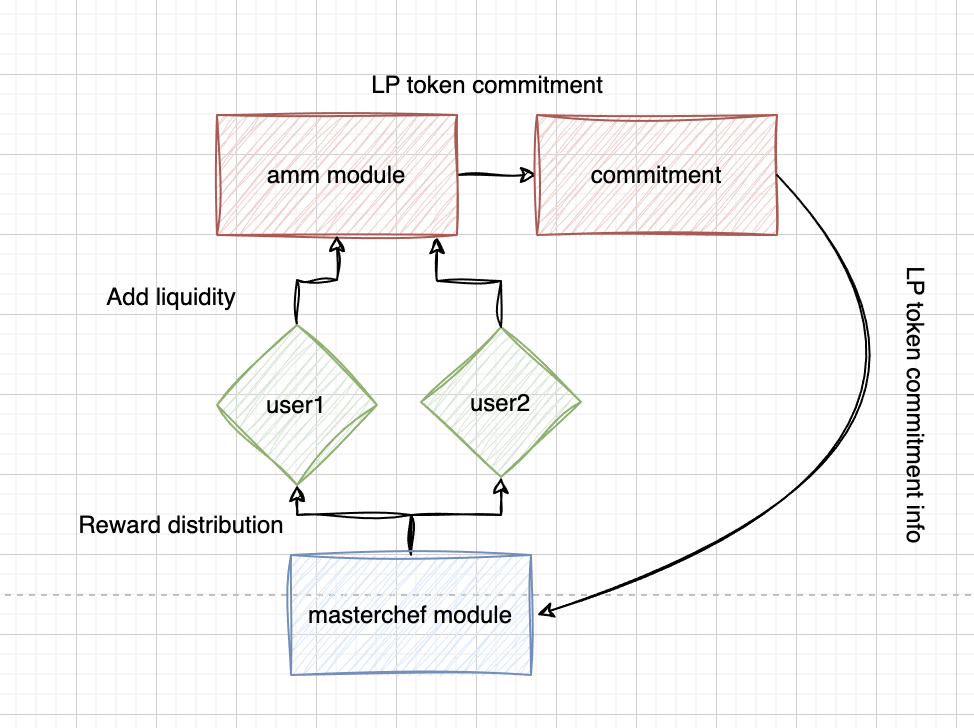 LP token commitment
amm module
commitment
Add liquidity
LP token commitment info
user1
user2
Reward distribution
masterchef module